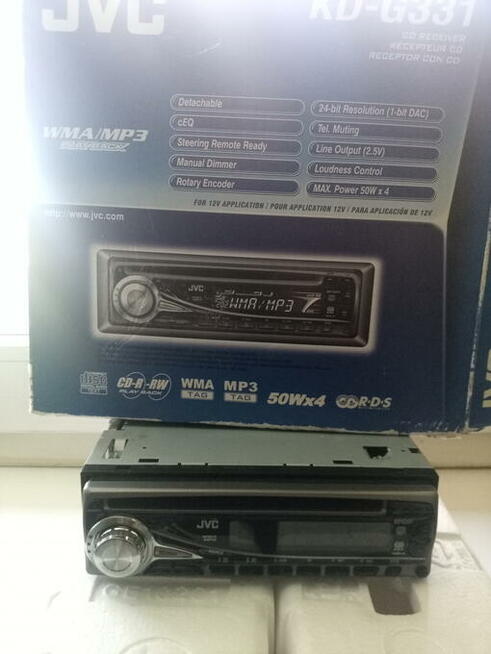 JVC
KD-G331
CD RECEIVER
RECEPTEUR CD
RECEPTOR CON CD
WMA/MP3
PLAYBACK
Detachable
cEQ
Steering Remote Ready
Manual Dimmer
Rotary Encoder
24-bit Resolution (1-bit DAC)
Tel. Muting
Line Output (2.5V)
Loudness Control
MAX. Power 50W x 4
FOR 12V APPLICATION / POUR APPLICATION 12V / PARA APLICACIÓN DE 12V
http://www.jvc.com
JVC
WMA/MP3
disc
CD-R/-RW
PLAY BACK
WMA
TAG
MP3
TAG
50Wx4
R·D·S
JVC